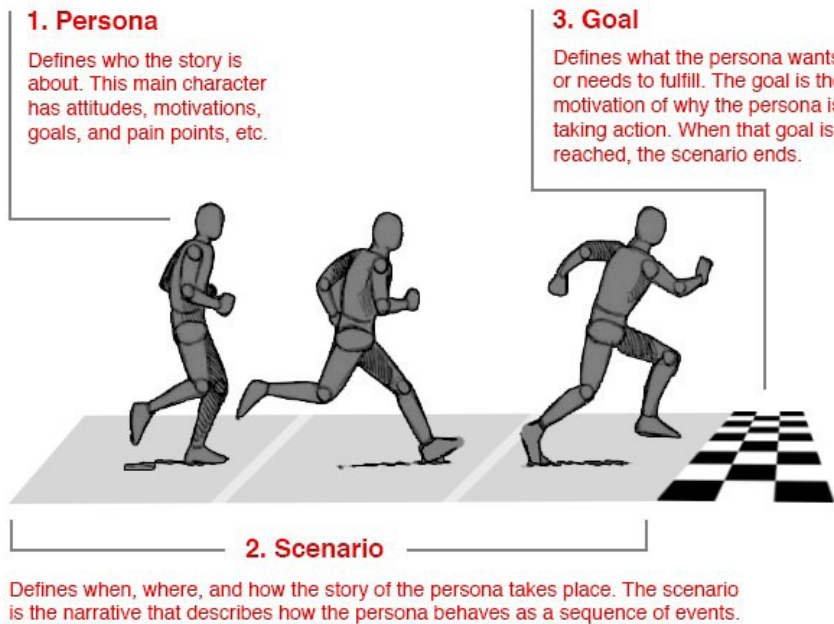 1. Persona
Defines who the story is
about. This main character
has attitudes, motivations,
goals, and pain points, etc.
3. Goal
Defines what the persona wants
or needs to fulfill. The goal is the
motivation of why the persona is
taking action. When that goal is
reached, the scenario ends.
2. Scenario
Defines when, where, and how the story of the persona takes place. The scenario
is the narrative that describes how the persona behaves as a sequence of events.